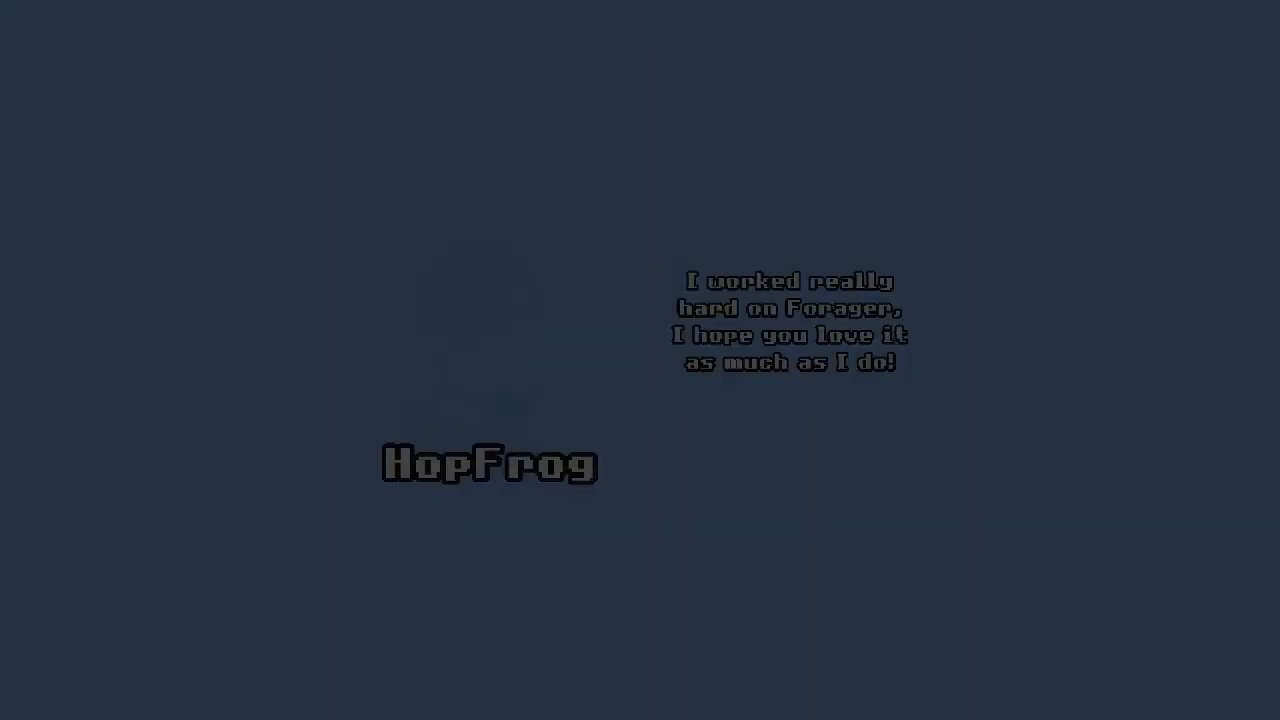 I worked really
hard on Forager,
I hope you love it
as much as I do!
HopFrog